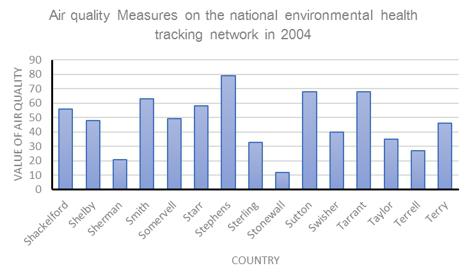 Air quality Measures on the national environmental health
tracking network in 2004
VALUE OF AIR QUALITY
90
80
70
60
50
40
30
20
10
0
Shackelford
Shelby
Sherman
Smith
Somervell
Starr
Stephens
Sterling
Stonewall
Sutton
Swisher
Tarrant
Taylor
Terrell
Terry
COUNTRY